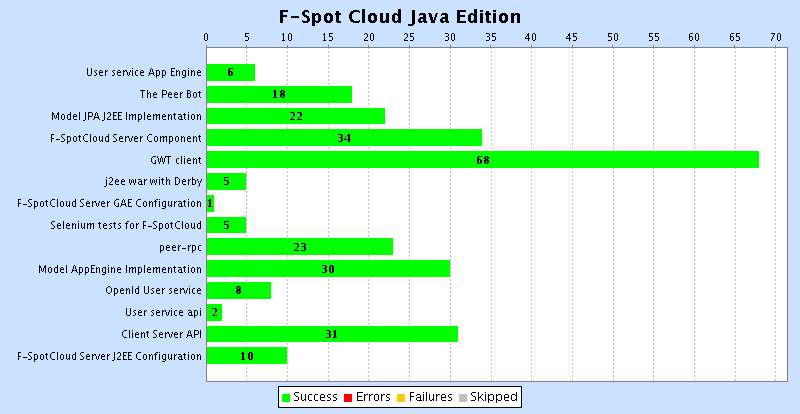 F-Spot Cloud Java Edition
0 5 10 15 20 25 30 35 40 45 50 55 60 65 70
User service App Engine 6
The Peer Bot 18
Model JPA J2EE Implementation 22
F-SpotCloud Server Component 34
GWT client 68
j2ee war with Derby 5
F-SpotCloud Server GAE Configuration 1
Selenium tests for F-SpotCloud 5
peer-rpc 23
Model AppEngine Implementation 30
OpenId User service 8
User service api 2
Client Server API 31
F-SpotCloud Server J2EE Configuration 10
Success Errors Failures Skipped